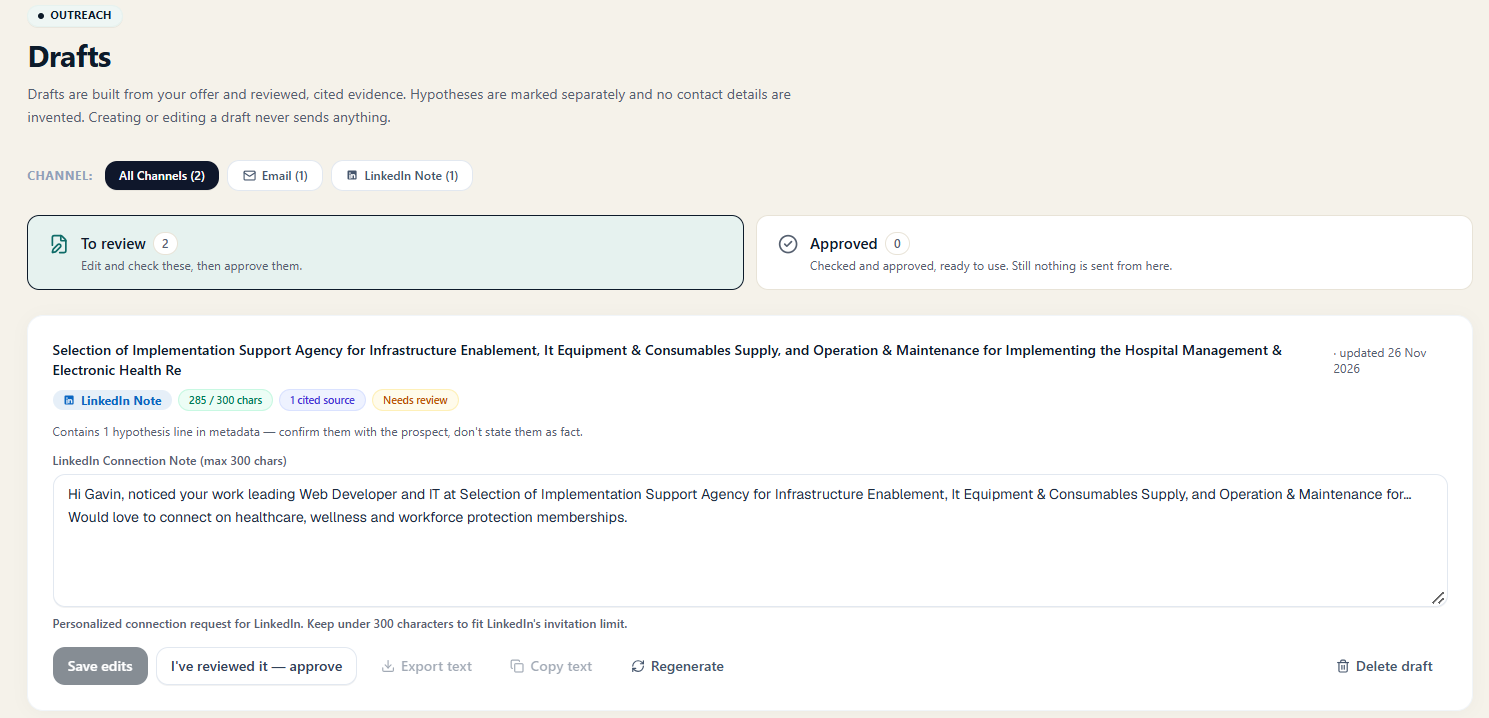 OUTREACH
Drafts
Drafts are built from your offer and reviewed, cited evidence. Hypotheses are marked separately and no contact details are
invented. Creating or editing a draft never sends anything.
CHANNEL: All Channels (2) Email (1) LinkedIn Note (1)
To review 2
Edit and check these, then approve them.
Approved 0
Checked and approved, ready to use. Still nothing is sent from here.
Selection of Implementation Support Agency for Infrastructure Enablement, It Equipment & Consumables Supply, and Operation & Maintenance for Implementing the Hospital Management &
Electronic Health Re
· updated 26 Nov
2026
LinkedIn Note 285 / 300 chars 1 cited source Needs review
Contains 1 hypothesis line in metadata — confirm them with the prospect, don't state them as fact.
LinkedIn Connection Note (max 300 chars)
Hi Gavin, noticed your work leading Web Developer and IT at Selection of Implementation Support Agency for Infrastructure Enablement, It Equipment & Consumables Supply, and Operation & Maintenance for...
Would love to connect on healthcare, wellness and workforce protection memberships.
Personalized connection request for LinkedIn. Keep under 300 characters to fit LinkedIn's invitation limit.
Save edits I've reviewed it — approve Export text Copy text Regenerate Delete draft